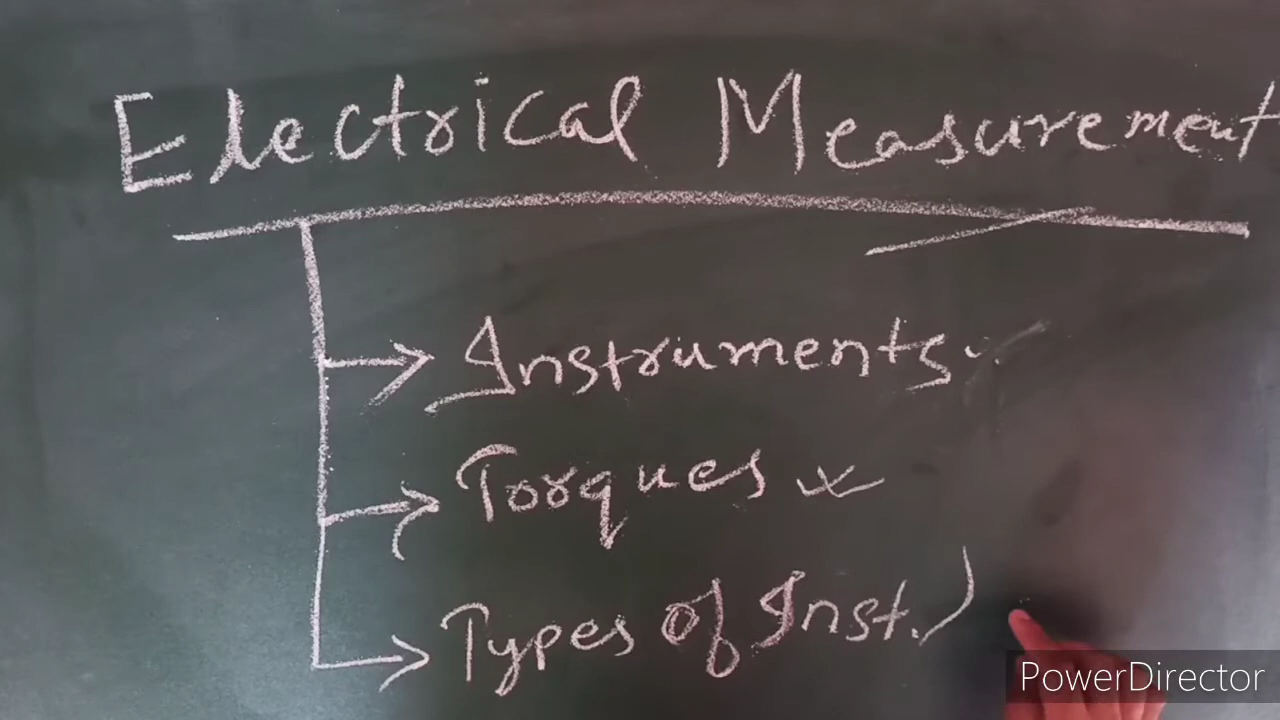 Electrical Measurement
Instruments
Torques
Types of Inst.
PowerDirector